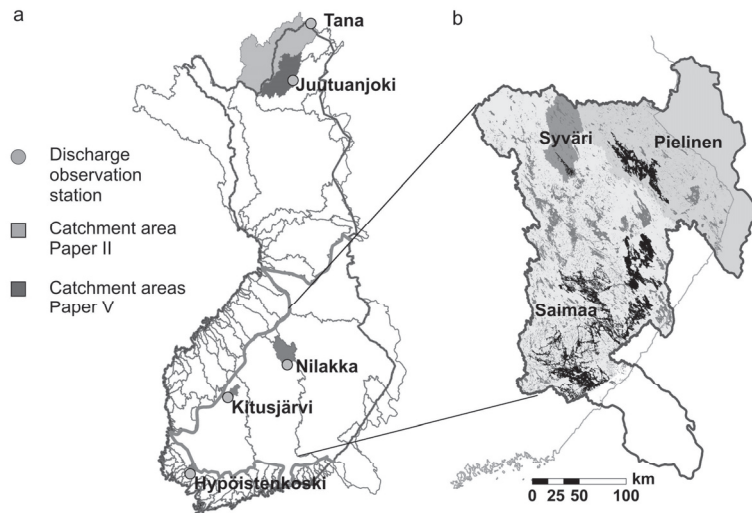 a
Tana
Juutuanjoki
Discharge
observation
station
Catchment area
Paper II
Catchment areas
Paper V
Nilakka
Kitusjärvi
Hypöistenkoski
b
Syväri
Pielinen
Saimaa
km
0 25 50 100